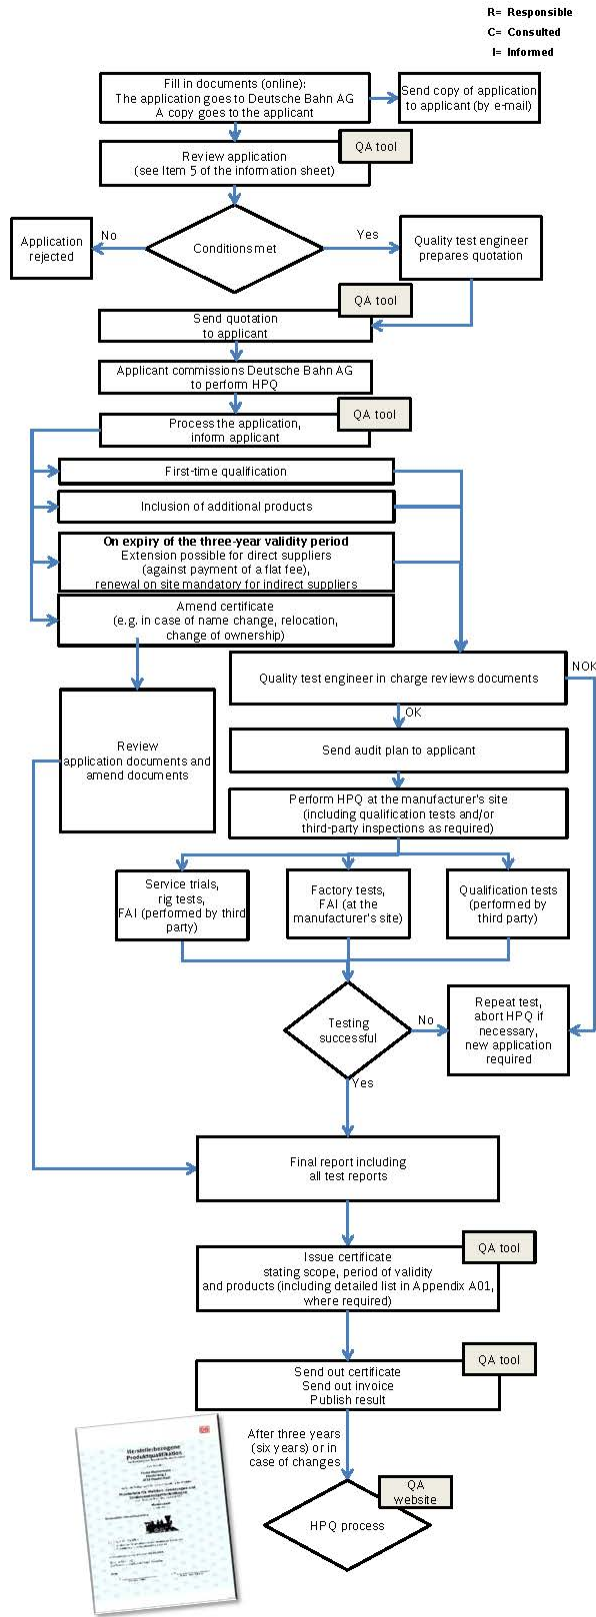 R= Responsible
C= Consulted
I= Informed
Fill in documents (online):
The application goes to Deutsche Bahn AG
A copy goes to the applicant
Send copy of application
to applicant (by e-mail)
QA tool
Review application
(see Item 5 of the information sheet)
Conditions met
No
Yes
Application
rejected
Quality test engineer
prepares quotation
QA tool
Send quotation
to applicant
Applicant commissions Deutsche Bahn AG
to perform HPQ
QA tool
Process the application,
inform applicant
First-time qualification
Inclusion of additional products
On expiry of the three-year validity period
Extension possible for direct suppliers
(against payment of a flat fee),
renewal on site mandatory for indirect suppliers
Amend certificate
(e.g. in case of name change, relocation,
change of ownership)
Quality test engineer in charge reviews documents
NOK
OK
Review
application documents and
amend documents
Send audit plan to applicant
Perform HPQ at the manufacturer's site
(including qualification tests and/or
third-party inspections as required)
Service trials,
rig tests,
FAI (performed by third
party)
Factory tests,
FAI (at the
manufacturer's site)
Qualification tests
(performed by
third party)
Testing
successful
No
Yes
Repeat test,
abort HPQ if
necessary,
new application
required
Final report including
all test reports
QA tool
Issue certificate
stating scope, period of validity
and products (including detailed list in Appendix A01,
where required)
QA tool
Send out certificate
Send out invoice
Publish result
After three years
(six years) or in
case of changes
QA
website
HPQ process
DB
Herstellerbezogene
Produktqualifikation